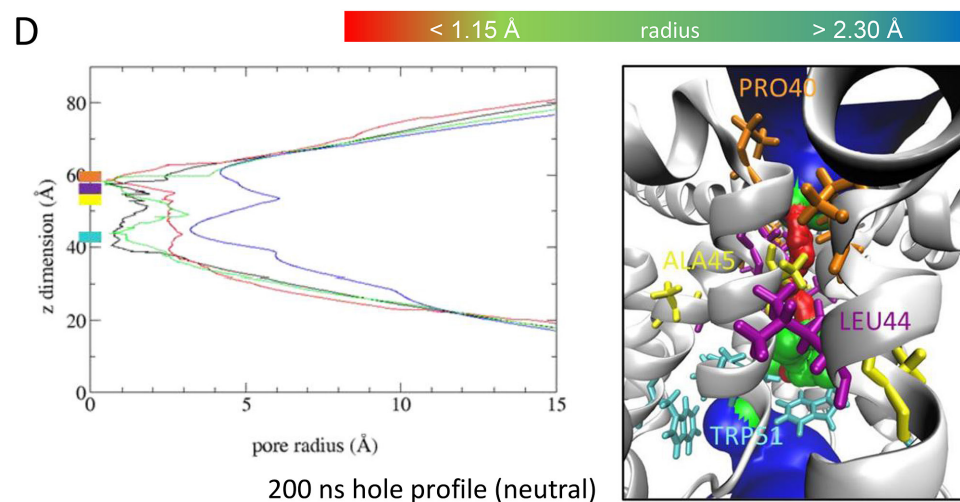 D
< 1.15 Å radius > 2.30 Å
80
60
40
20
0
z dimension (Å)
0 5 10 15
pore radius (Å)
200 ns hole profile (neutral)
PRO40
ALA45
LEU44
TRP61